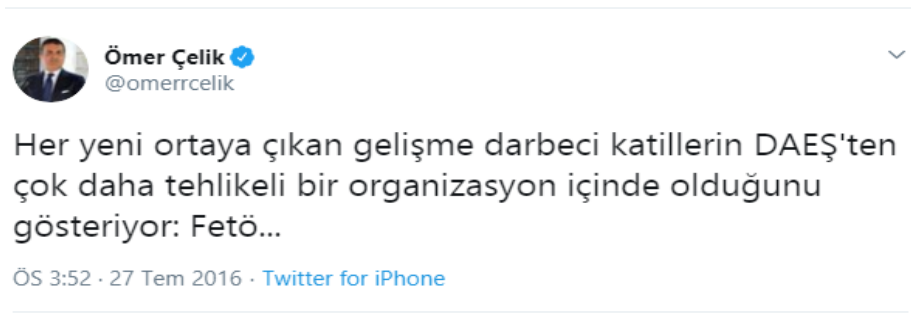 Ömer Çelik
@omerrcelik
Her yeni ortaya çıkan gelişme darbeci katillerin DAEŞ'ten
çok daha tehlikeli bir organizasyon içinde olduğunu
gösteriyor: Fetö...
ÖS 3:52 · 27 Tem 2016 · Twitter for iPhone